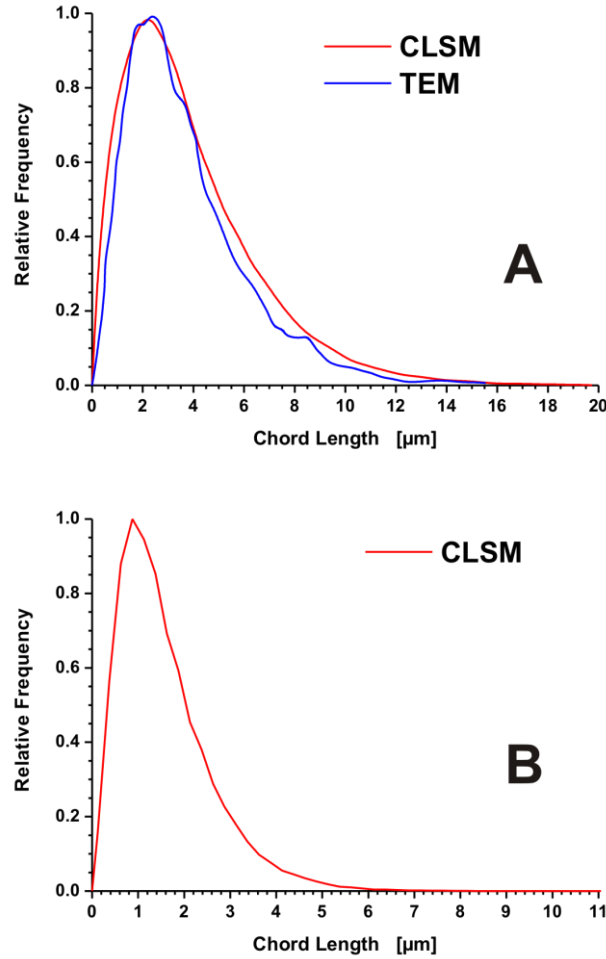 1.0
0.8
0.6
0.4
0.2
0.0
Relative Frequency
CLSM
TEM
A
0 2 4 6 8 10 12 14 16 18 20
Chord Length [µm]
1.0
0.8
0.6
0.4
0.2
0.0
Relative Frequency
CLSM
B
0 1 2 3 4 5 6 7 8 9 10 11
Chord Length [µm]